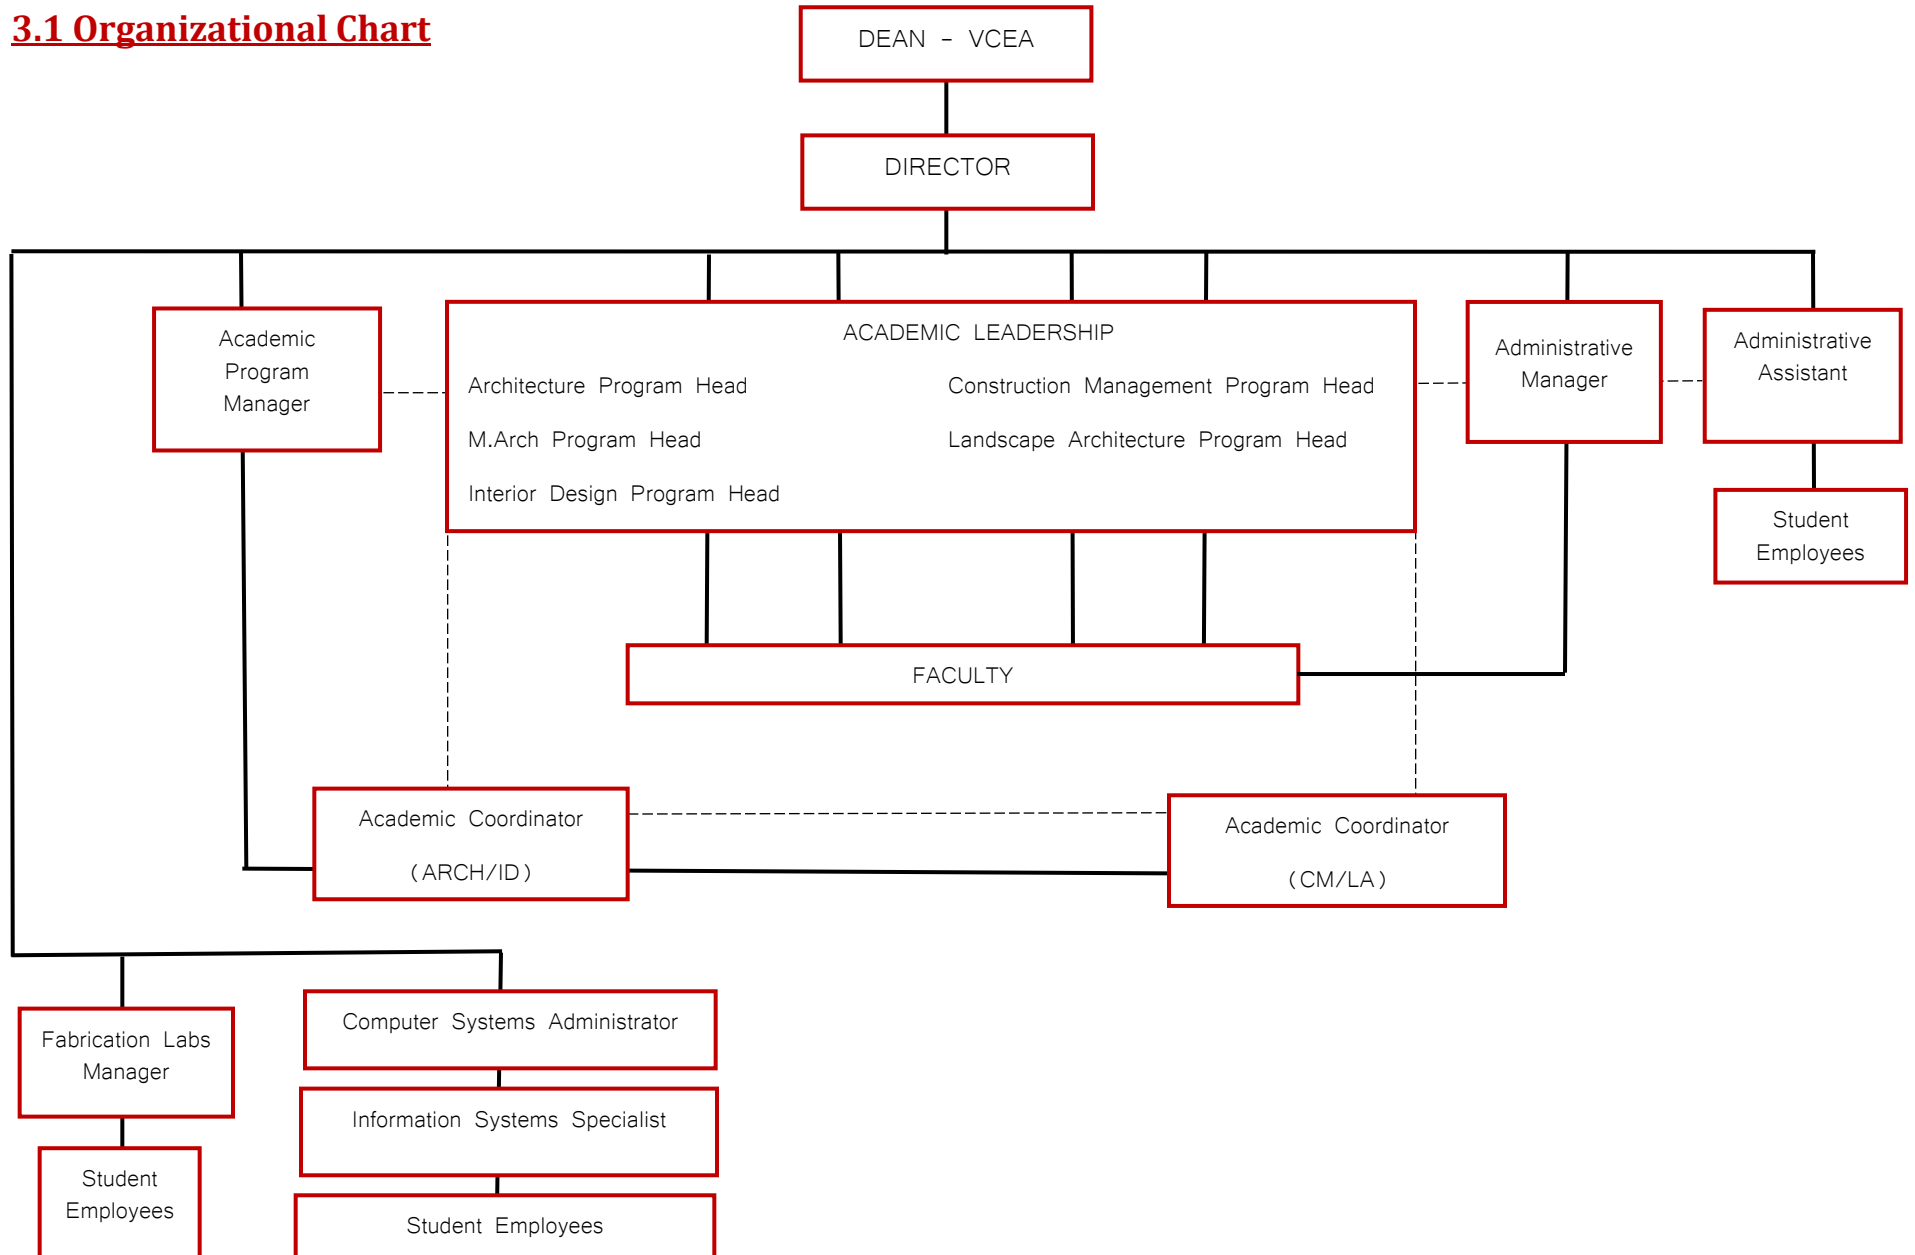 3.1 Organizational Chart
DEAN - VCEA
DIRECTOR
Academic
Program
Manager
ACADEMIC LEADERSHIP
Architecture Program Head
Construction Management Program Head
M.Arch Program Head
Landscape Architecture Program Head
Interior Design Program Head
Administrative
Manager
Administrative
Assistant
Student
Employees
FACULTY
Academic Coordinator
(ARCH/ID)
Academic Coordinator
(CM/LA)
Fabrication Labs
Manager
Student
Employees
Computer Systems Administrator
Information Systems Specialist
Student Employees